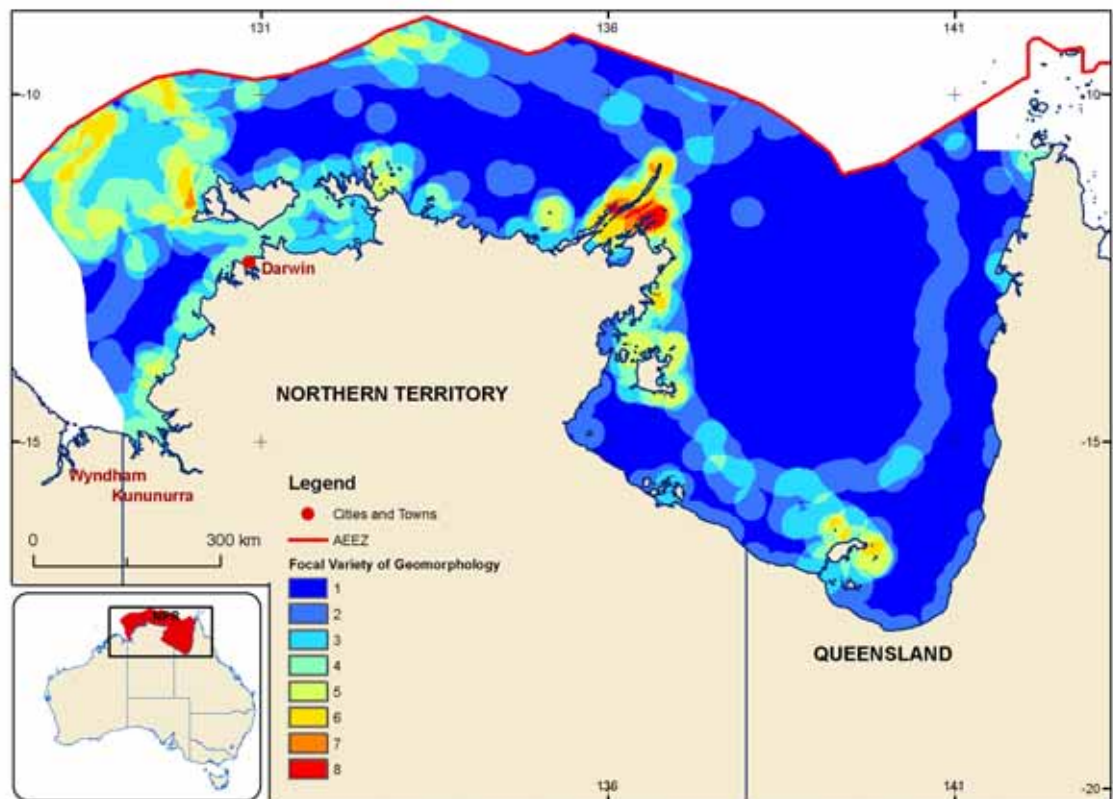 131
136
141
-10
-10
Darwin
NORTHERN TERRITORY
-15
-15
Wyndham
Kununurra
Legend
Cities and Towns
0 300 km
AEEZ
Focal Variety of Geomorphology
1
2
3
4
5
6
7
8
QUEENSLAND
136
141
-20